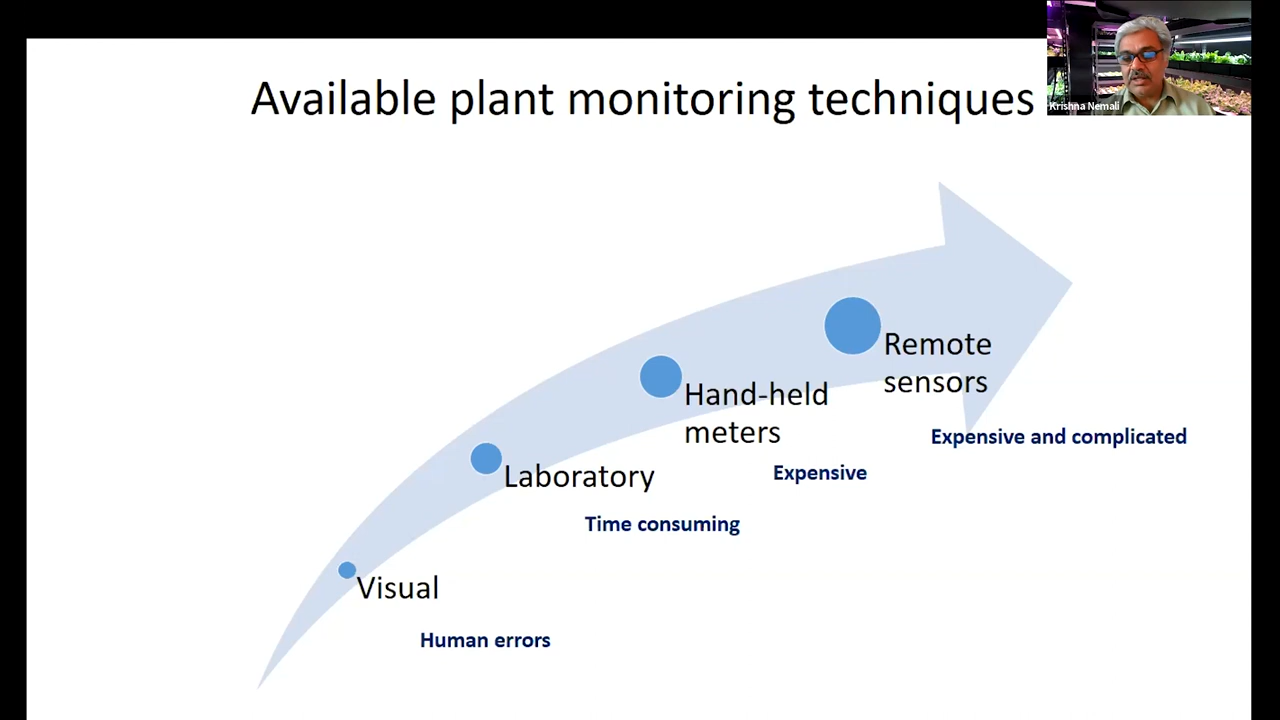 Available plant monitoring techniques
Krishna Nemali
Remote
sensors
Expensive and complicated
Hand-held
meters
Expensive
Laboratory
Time consuming
Visual
Human errors